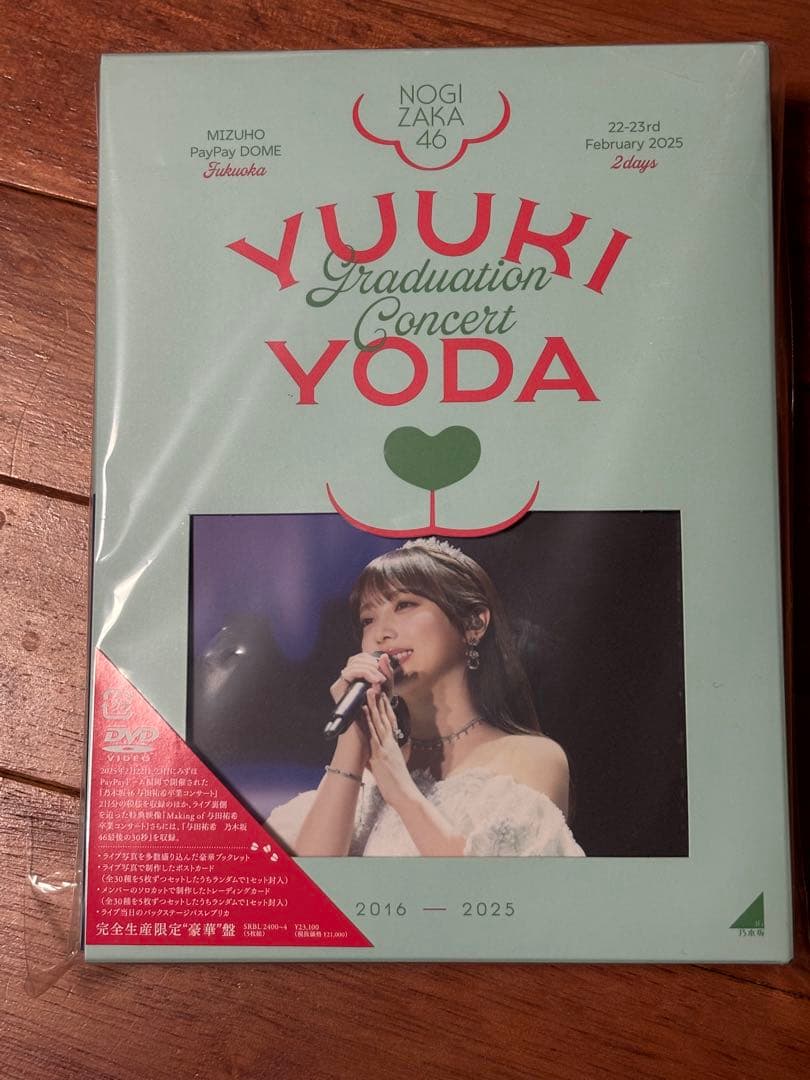 NOGI
ZAKA
46
MIZUHO
PayPay DOME
Fukuoka
22-23rd
February 2025
2days
YUUKI
graduation
Concert
YODA
DVD
VIDEO
2025年2月22日、23日にみずほ
PayPayドーム福岡で開催された
「乃木坂46 与田祐希卒業コンサート」
2日分の模様を収録のほか、ライブ裏側
を追った特典映像「Making of 与田祐希
卒業コンサート」さらには、「与田祐希 乃木坂
46最後の30秒」を収録。
・ライブ写真を多数盛り込んだ豪華ブックレット
・ライブ写真で制作したポストカード
(全30種を5枚ずつセットしたうちランダムで1セット封入)
・メンバーのソロカットで制作したトレーディングカード
(全30種を5枚ずつセットしたうちランダムで1セット封入)
・ライブ当日のバックステージパスレプリカ
完全生産限定"豪華"盤
SRBL 2400~4
(5枚組)
¥23,100
(税抜価格 ¥21,000)
2016 — 2025
乃木坂